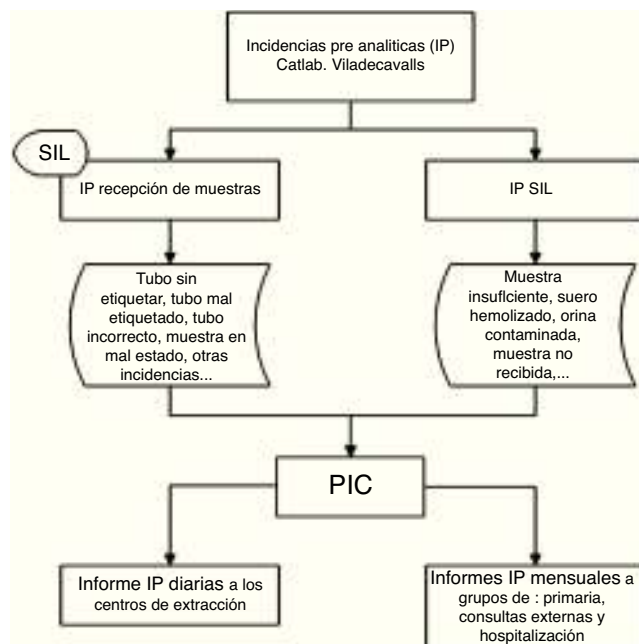 Incidencias pre analiticas (IP)
Catlab. Viladecavalls
SIL
IP recepción de muestras
IP SIL
Tubo sin
etiquetar, tubo mal
etiquetado, tubo
incorrecto, muestra en
mal estado, otras
incidencias...
Muestra
insuficiente, suero
hemolizado, orina
contaminada,
muestra no
recibida,...
PIC
Informe IP diarias a los
centros de extracción
Informes IP mensuales a
grupos de : primaria,
consultas externas y
hospitalización